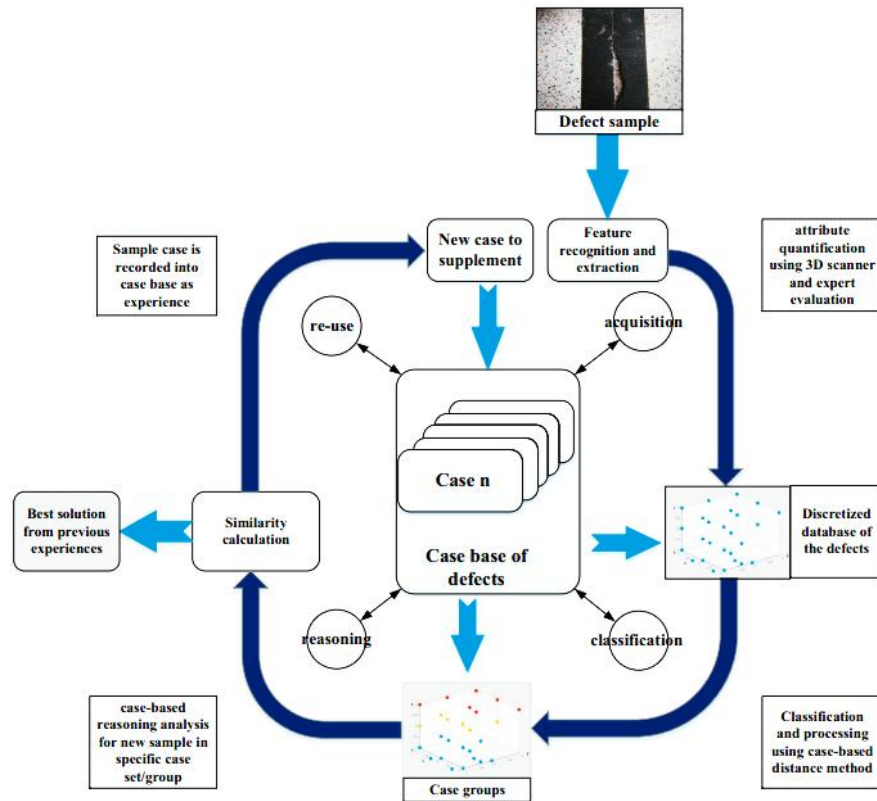 Defect sample
Sample case is
recorded into
case base as
experience
New case to
supplement
Feature
recognition and
extraction
attribute
quantification
using 3D scanner
and expert
evaluation
re-use
acquisition
Case n
Case base of
defects
Best solution
from previous
experiences
Similarity
calculation
Discretized
database of
the defects
reasoning
classification
case-based
reasoning analysis
for new sample in
specific case
set/group
Case groups
Classification
and processing
using case-based
distance method